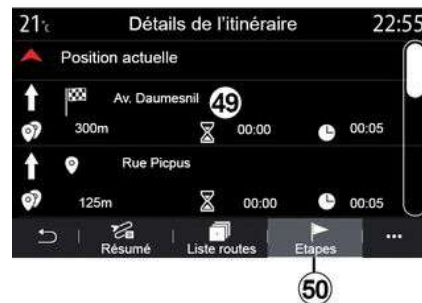 21°c Détails de l'itinéraire 22:55
Position actuelle
Av. Daumesnil 49
300m 00:00 00:05
Rue Picpus
125m 00:00 00:05
Résumé Liste routes Etapes ...
50